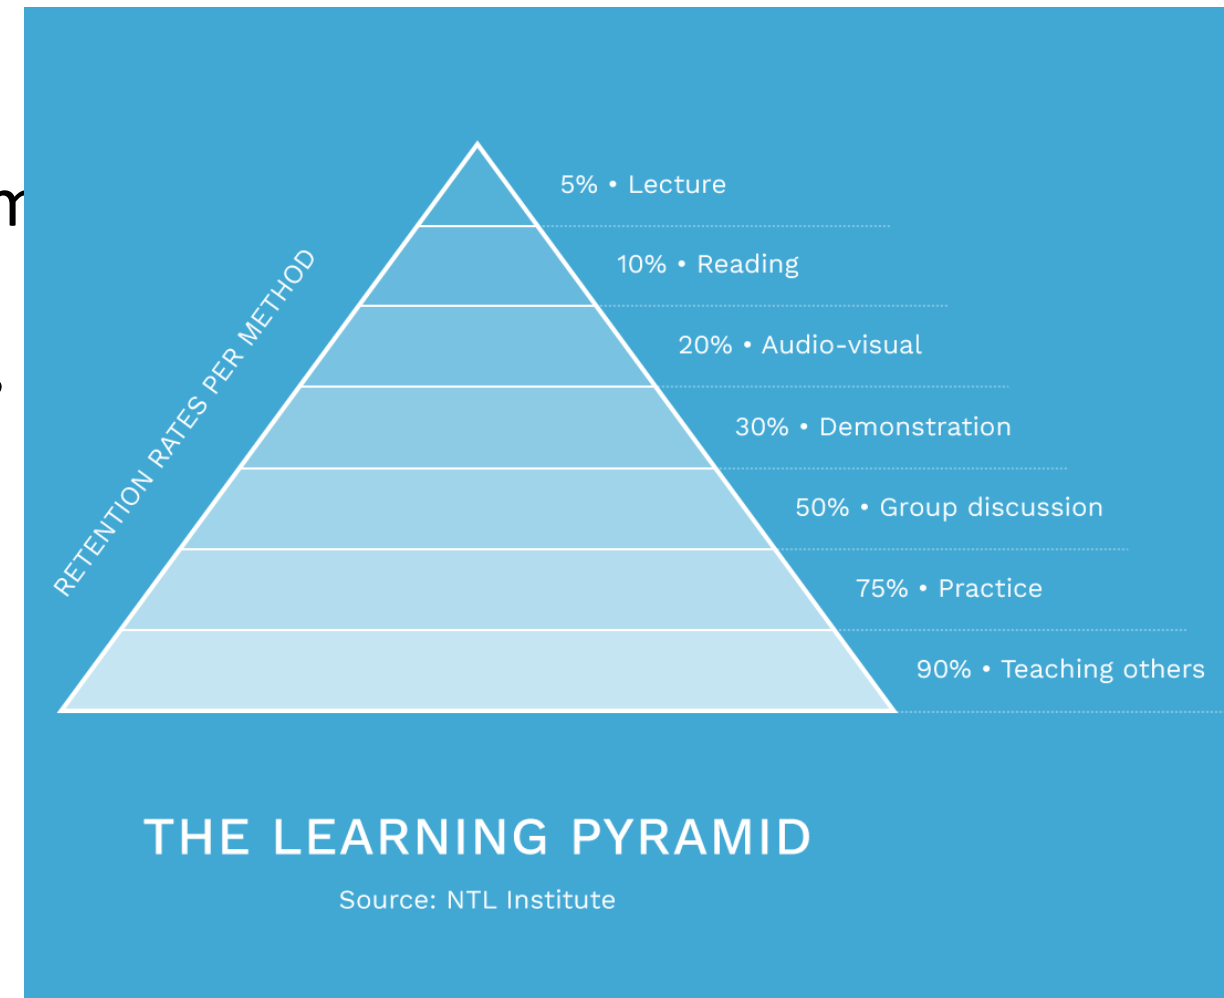 5% • Lecture
10% • Reading
20% • Audio-visual
30% • Demonstration
50% • Group discussion
75% • Practice
90% • Teaching others
RETENTION RATES PER METHOD
THE LEARNING PYRAMID
Source: NTL Institute